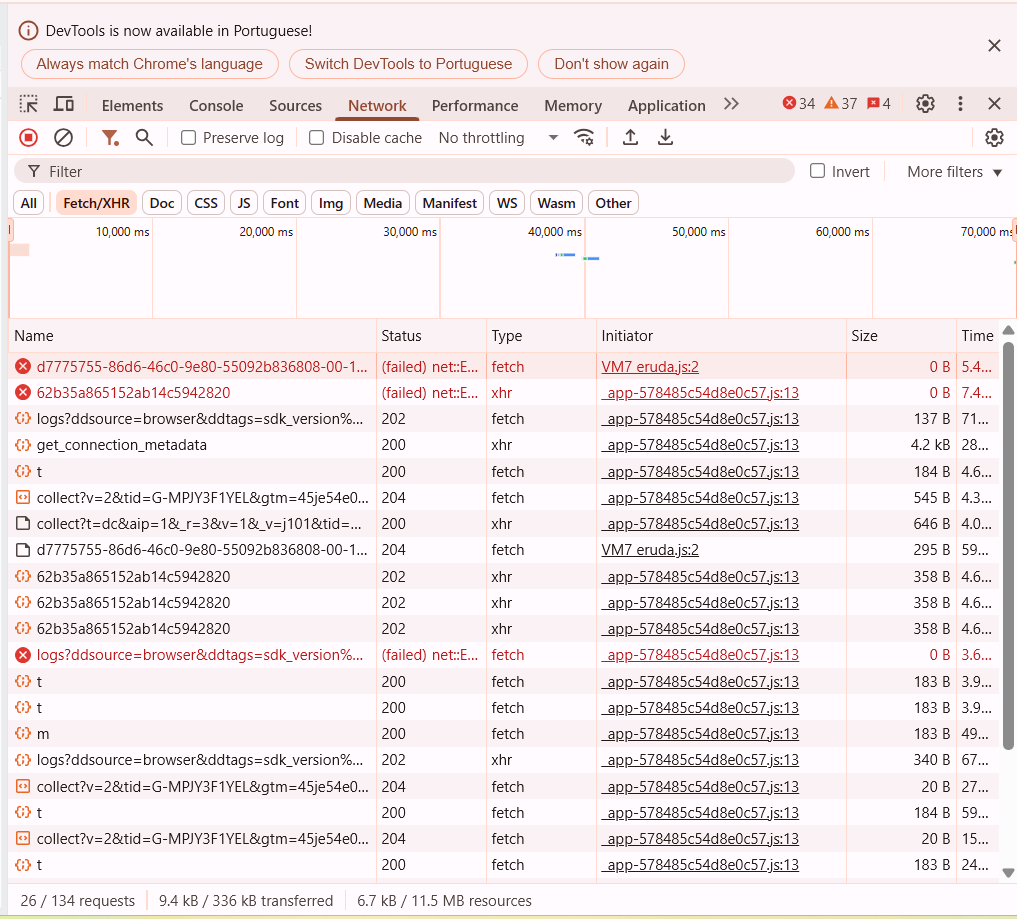 DevTools is now available in Portuguese!
Always match Chrome's language Switch DevTools to Portuguese Don't show again
Elements Console Sources Network Performance Memory Application 34 37 4
Preserve log Disable cache No throttling
Filter Invert More filters
All Fetch/XHR Doc CSS JS Font Img Media Manifest WS Wasm Other
10,000 ms 20,000 ms 30,000 ms 40,000 ms 50,000 ms 60,000 ms 70,000 ms
Name Status Type Initiator Size Time
d7775755-86d6-46c0-9e80-55092b836808-00-1... (failed) net::E... fetch VM7 eruda.js:2 0 B 5.4...
62b35a865152ab14c5942820 (failed) net::E... xhr _app-578485c54d8e0c57.js:13 0 B 7.4...
logs?ddsource=browser&ddtags=sdk_version%... 202 fetch _app-578485c54d8e0c57.js:13 137 B 71...
get_connection_metadata 200 xhr _app-578485c54d8e0c57.js:13 4.2 kB 28...
t 200 fetch _app-578485c54d8e0c57.js:13 184 B 4.6...
collect?v=2&tid=G-MPJY3F1YEL&gtm=45je54e0... 204 fetch _app-578485c54d8e0c57.js:13 545 B 4.3...
collect?t=dc&aip=1&_r=3&v=1&_v=j101&tid=... 200 xhr _app-578485c54d8e0c57.js:13 646 B 4.0...
d7775755-86d6-46c0-9e80-55092b836808-00-1... 204 fetch VM7 eruda.js:2 295 B 59...
62b35a865152ab14c5942820 202 xhr _app-578485c54d8e0c57.js:13 358 B 4.6...
62b35a865152ab14c5942820 202 xhr _app-578485c54d8e0c57.js:13 358 B 4.6...
62b35a865152ab14c5942820 202 xhr _app-578485c54d8e0c57.js:13 358 B 4.6...
logs?ddsource=browser&ddtags=sdk_version%... (failed) net::E... fetch _app-578485c54d8e0c57.js:13 0 B 3.6...
t 200 fetch _app-578485c54d8e0c57.js:13 183 B 3.9...
t 200 fetch _app-578485c54d8e0c57.js:13 183 B 3.9...
m 200 fetch _app-578485c54d8e0c57.js:13 183 B 49...
logs?ddsource=browser&ddtags=sdk_version%... 202 xhr _app-578485c54d8e0c57.js:13 340 B 67...
collect?v=2&tid=G-MPJY3F1YEL&gtm=45je54e0... 204 fetch _app-578485c54d8e0c57.js:13 20 B 27...
t 200 fetch _app-578485c54d8e0c57.js:13 184 B 59...
collect?v=2&tid=G-MPJY3F1YEL&gtm=45je54e0... 204 fetch _app-578485c54d8e0c57.js:13 20 B 15...
t 200 fetch _app-578485c54d8e0c57.js:13 183 B 24...
26 / 134 requests 9.4 kB / 336 kB transferred 6.7 kB / 11.5 MB resources